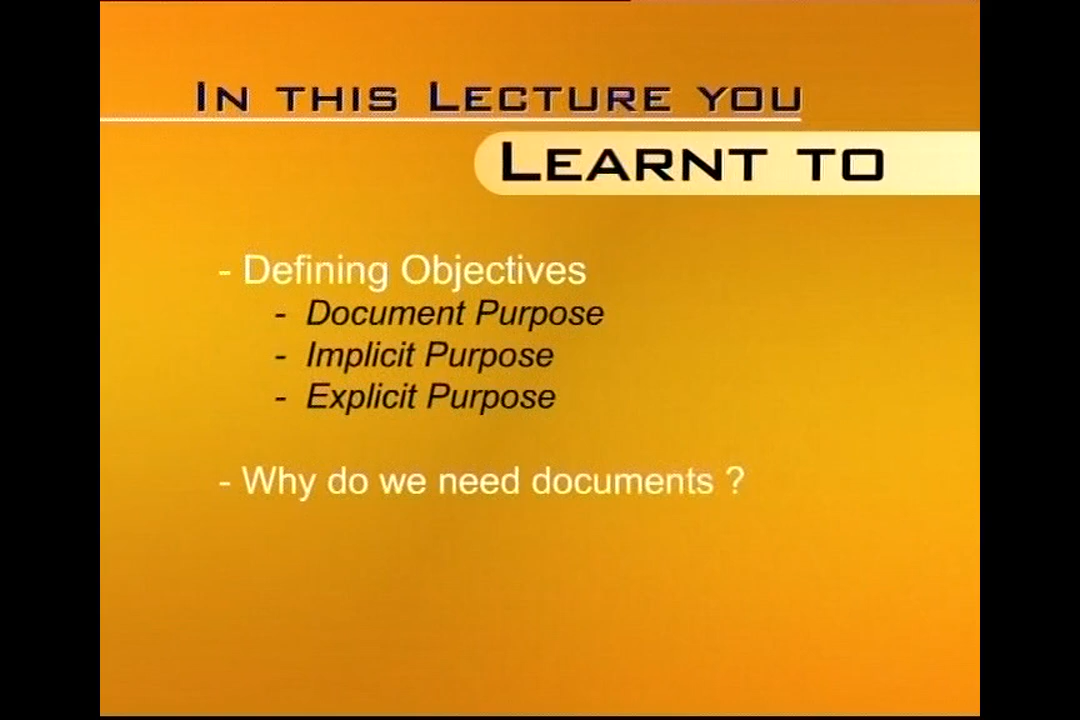 In this Lecture you
Learnt to
- Defining Objectives
- Document Purpose
- Implicit Purpose
- Explicit Purpose
- Why do we need documents ?